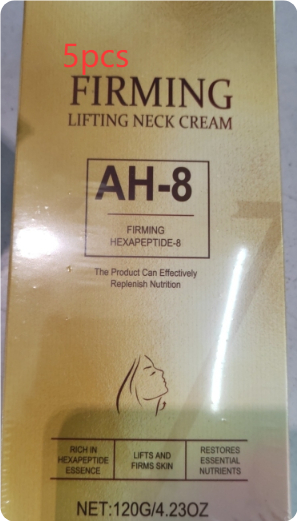 5pcs
FIRMING
LIFTING NECK CREAM
AH-8
FIRMING
HEXAPEPTIDE-8
The Product Can Effectively
Replenish Nutrition
RICH IN
HEXAPEPTIDE
ESSENCE
LIFTS AND
FIRMS SKIN
RESTORES
ESSENTIAL
NUTRIENTS
NET:120G/4.23OZ
7